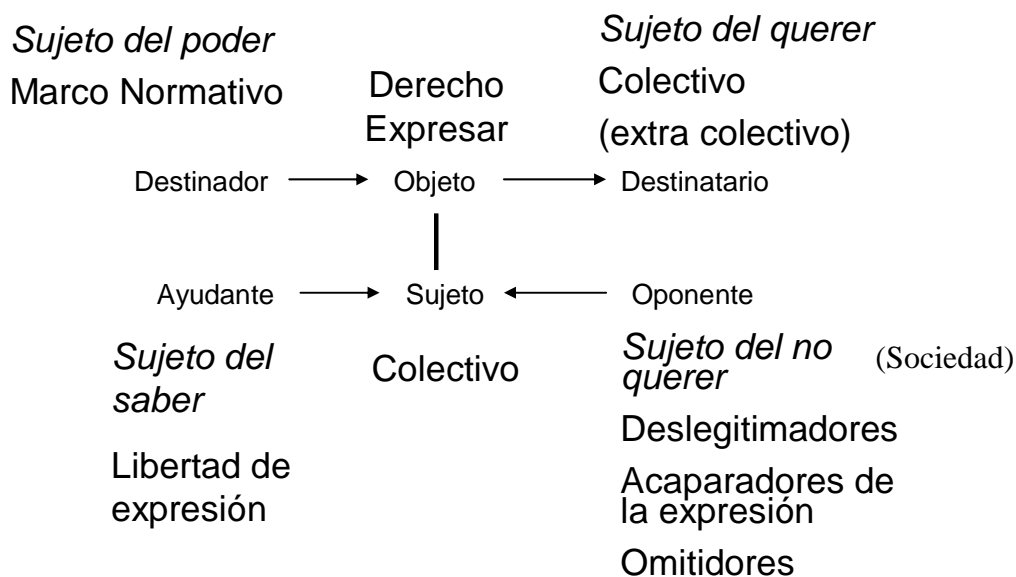 Sujeto del poder
Marco Normativo
Derecho
Expresar
Sujeto del querer
Colectivo
(extra colectivo)
Destinador
Objeto
Destinatario
Ayudante
Sujeto
Oponente
Sujeto del
saber
Libertad de
expresión
Colectivo
Sujeto del no
querer
(Sociedad)
Deslegitimadores
Acaparadores de
la expresión
Omitidores